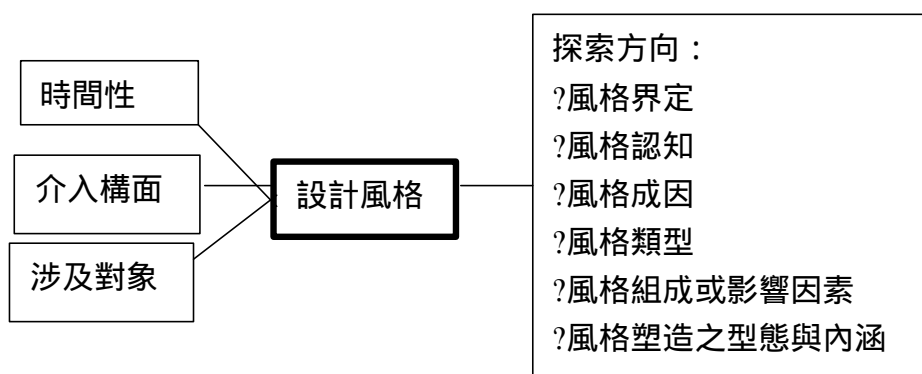 時間性
介入構面
涉及對象
設計風格
探索方向：
?風格界定
?風格認知
?風格成因
?風格類型
?風格組成或影響因素
?風格塑造之型態與內涵